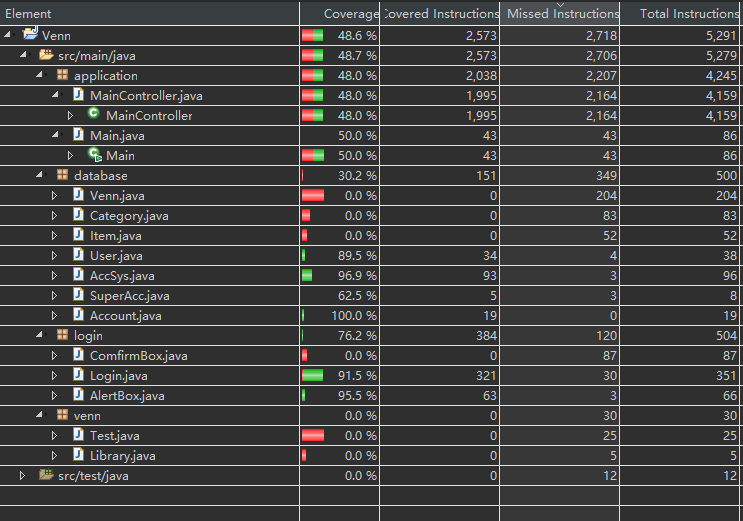 Element Coverage Covered Instructions Missed Instructions Total Instructions
Venn 48.6 % 2,573 2,718 5,291
src/main/java 48.7 % 2,573 2,706 5,279
application 48.0 % 2,038 2,207 4,245
MainController.java 48.0 % 1,995 2,164 4,159
MainController 48.0 % 1,995 2,164 4,159
Main.java 50.0 % 43 43 86
Main 50.0 % 43 43 86
database 30.2 % 151 349 500
Venn.java 0.0 % 0 204 204
Category.java 0.0 % 0 83 83
Item.java 0.0 % 0 52 52
User.java 89.5 % 34 4 38
AccSys.java 96.9 % 93 3 96
SuperAcc.java 62.5 % 5 3 8
Account.java 100.0 % 19 0 19
login 76.2 % 384 120 504
ComfirmBox.java 0.0 % 0 87 87
Login.java 91.5 % 321 30 351
AlertBox.java 95.5 % 63 3 66
venn 0.0 % 0 30 30
Test.java 0.0 % 0 25 25
Library.java 0.0 % 0 5 5
src/test/java 0.0 % 0 12 12